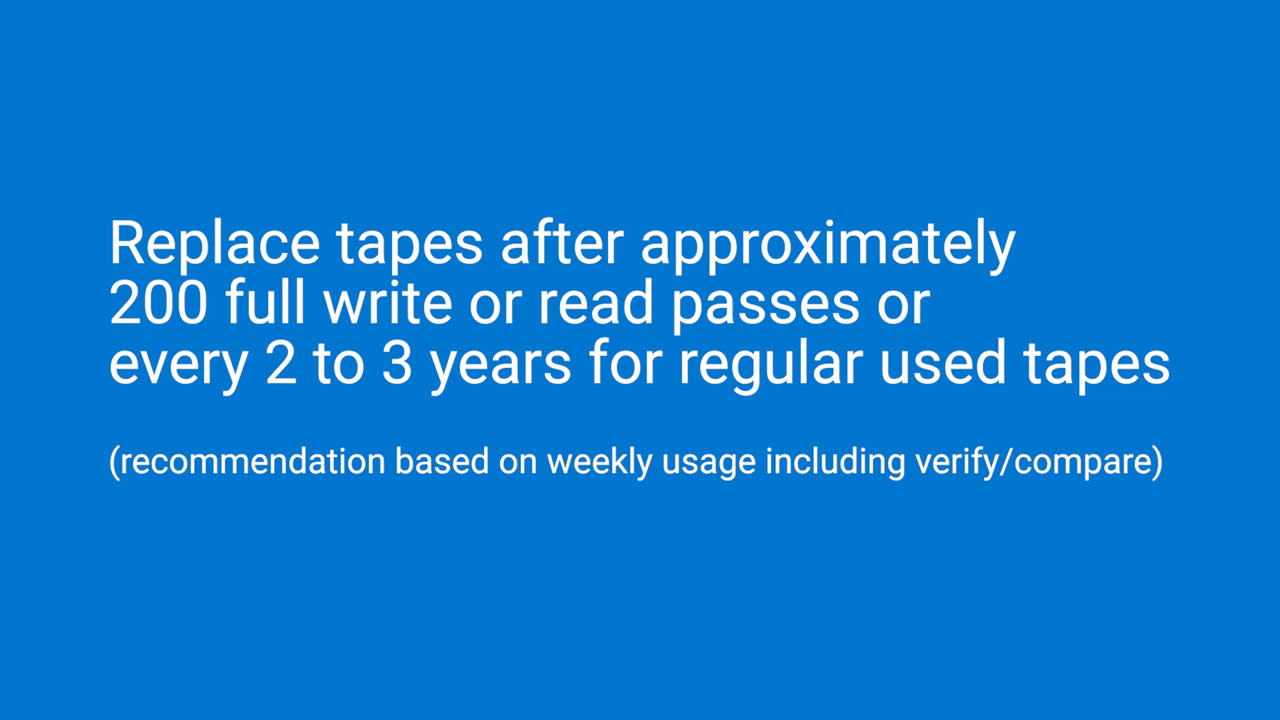 Replace tapes after approximately
200 full write or read passes or
every 2 to 3 years for regular used tapes
(recommendation based on weekly usage including verify/compare)